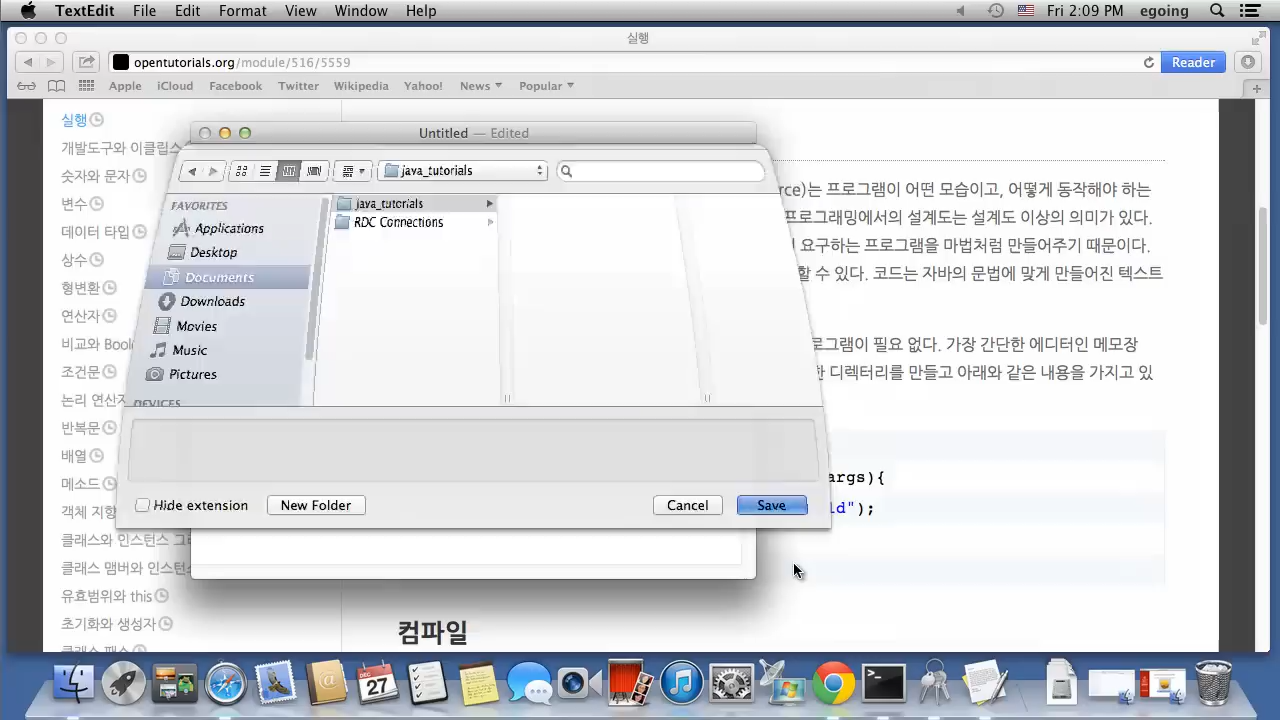 TextEdit File Edit Format View Window Help Fri 2:09 PM egoing
실행
opentutorials.org/module/516/5559 Reader
Apple iCloud Facebook Twitter Wikipedia Yahoo! News Popular
실행
개발도구와 이클립스
숫자와 문자
변수
데이터 타입
상수
형변환
연산자
비교와 Boole
조건문
논리 연산자
반복문
배열
메소드
객체 지향
클래스와 인스턴스 그리
클래스 맴버와 인스턴스
유효범위와 this
초기화와 생성자
클래스 패스
Untitled — Edited
java_tutorials
FAVORITES
Applications
Desktop
Documents
Downloads
Movies
Music
Pictures
DEVICES
java_tutorials
RDC Connections
Hide extension New Folder Cancel Save
rce)는 프로그램이 어떤 모습이고, 어떻게 동작해야 하는
프로그래밍에서의 설계도는 설계도 이상의 의미가 있다.
요구하는 프로그램을 마법처럼 만들어주기 때문이다.
할 수 있다. 코드는 자바의 문법에 맞게 만들어진 텍스트
로그램이 필요 없다. 가장 간단한 에디터인 메모장
한 디렉터리를 만들고 아래와 같은 내용을 가지고 있
args){
ld");
컴파일
DEC
27